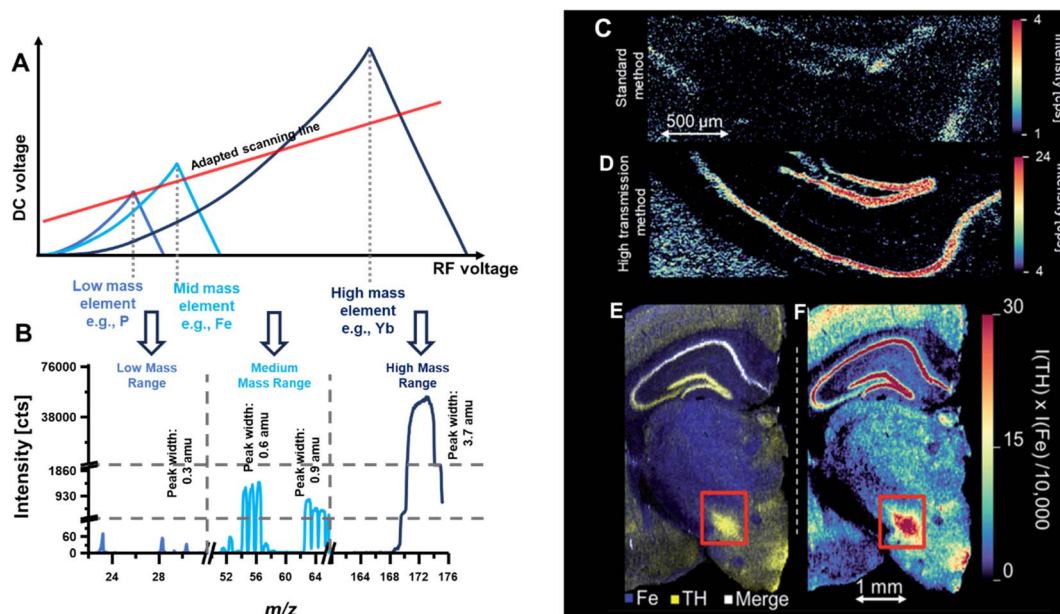 A
DC voltage
Adapted scanning line
RF voltage
Low mass
element
e.g., P
Mid mass
element
e.g., Fe
High mass
element
e.g., Yb
B
Low Mass
Range
Medium
Mass Range
High Mass
Range
Intensity [cts]
76000
38000
1860
930
60
0
Peak width:
0.3 amu
Peak width:
0.6 amu
Peak width:
0.9 amu
Peak width:
3.7 amu
24
28
52
56
60
64
164
168
172
176
m/z
C
Standard
method
500 µm
4
1
D
High transmission
method
24
4
E
Fe
TH
Merge
F
1 mm
30
15
0
I(TH) x I(Fe) /10,000